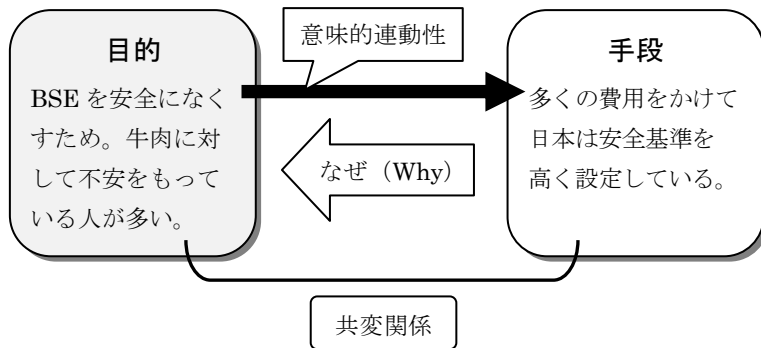 目的
BSE を安全になく
すため。牛肉に対
して不安をもって
いる人が多い。
意味的連動性
なぜ（Why）
手段
多くの費用をかけて
日本は安全基準を
高く設定している。
共変関係